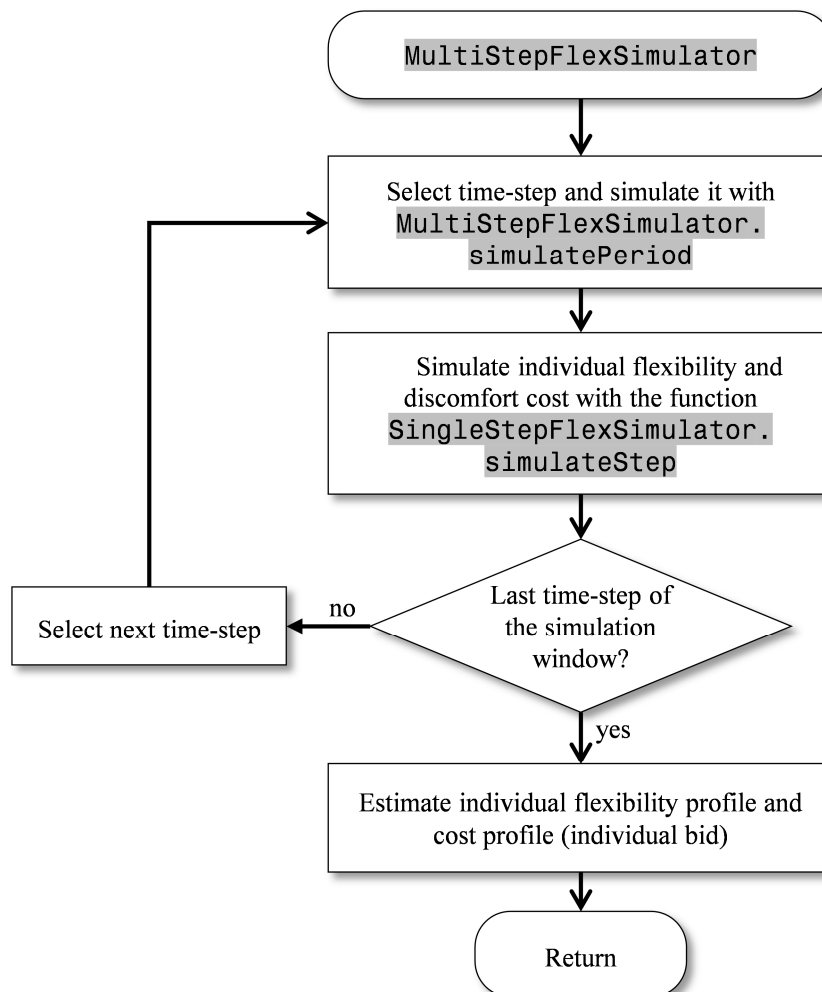 MultiStepFlexSimulator
Select time-step and simulate it with
MultiStepFlexSimulator.
simulatePeriod
Simulate individual flexibility and
discomfort cost with the function
SingleStepFlexSimulator.
simulateStep
Last time-step of
the simulation
window?
no
Select next time-step
yes
Estimate individual flexibility profile and
cost profile (individual bid)
Return